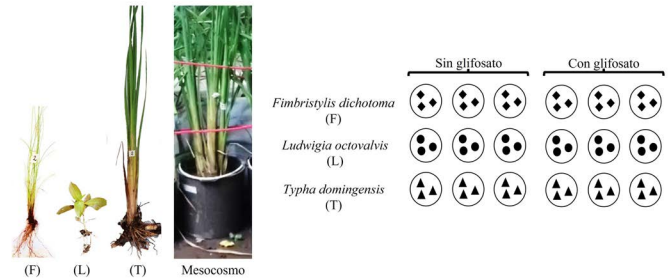 Sin glifosato
Con glifosato
Fimbristylis dichotoma
(F)
Ludwigia octovalvis
(L)
Typha domingensis
(T)
(F)
(L)
(T)
Mesocosmo